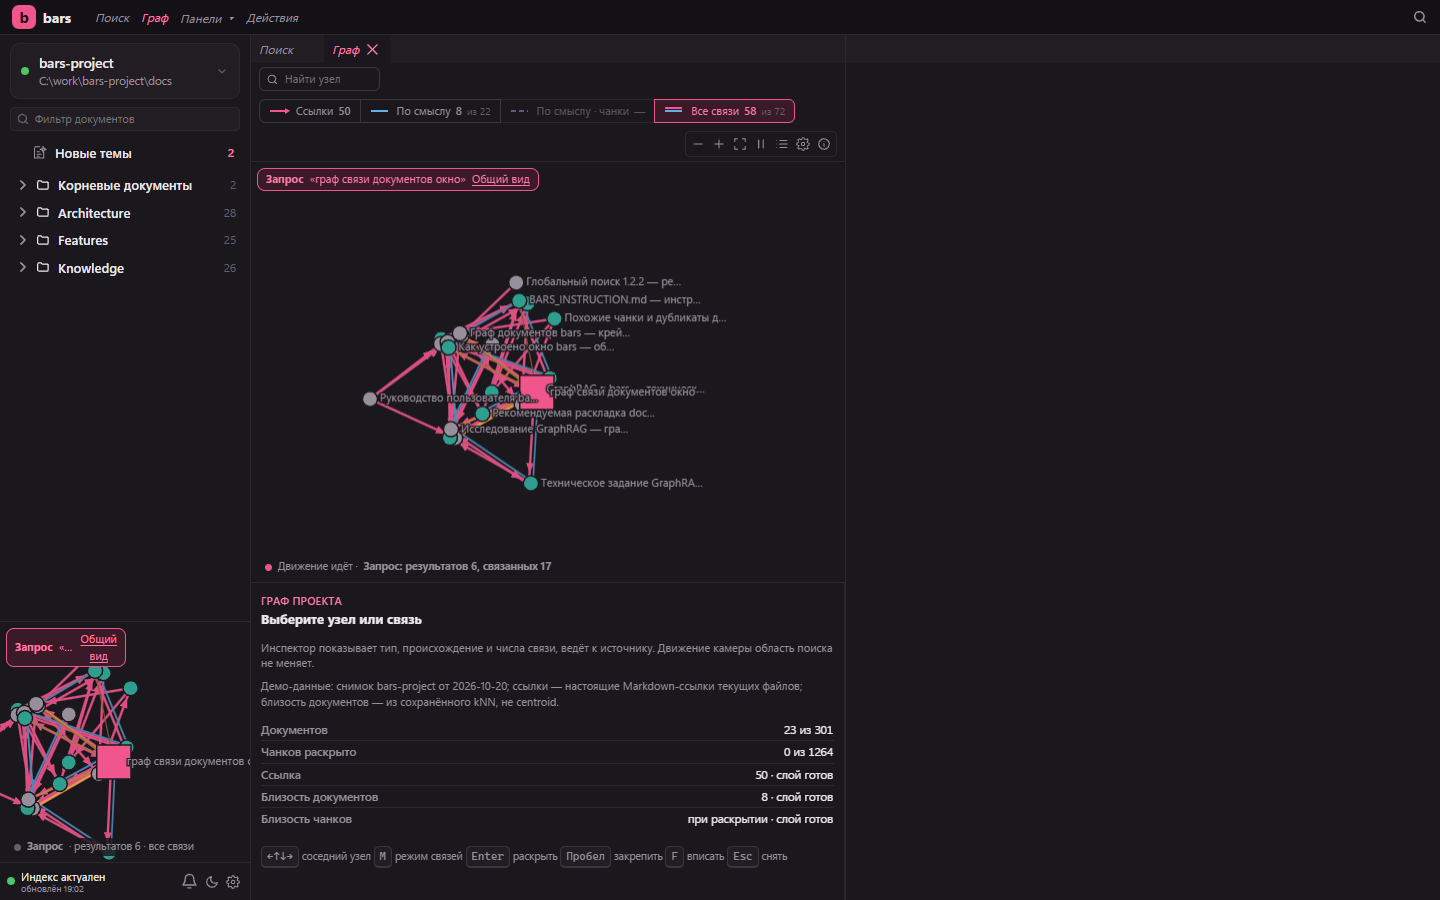 b bars Поиск Граф Панели Действия
bars-project
C:\work\bars-project\docs
Фильтр документов
Новые темы 2
Корневые документы 2
Architecture 28
Features 25
Knowledge 26
Запрос «... Общий вид
граф связи документов о
Запрос · результатов 6 · все связи
Индекс актуален
обновлён 19:02
Поиск Граф
Найти узел
Ссылки 50 По смыслу 8 из 22 По смыслу · чанки — Все связи 58 из 72
Запрос «граф связи документов окно» Общий вид
Глобальный поиск 1.2.2 — ре...
BARS_INSTRUCTION.md — инстр...
Похожие чанки и дубликаты д...
Граф документов bars — крей...
Как устроено окно bars — об...
GraphRAG
граф связи документов окно
Руководство пользователя ba...
Рекомендуемая раскладка doc...
Исследование GraphRAG — гра...
Техническое задание GraphRA...
Движение идёт · Запрос: результатов 6, связанных 17
ГРАФ ПРОЕКТА
Выберите узел или связь
Инспектор показывает тип, происхождение и числа связи, ведёт к источнику. Движение камеры область поиска
не меняет.
Демо-данные: снимок bars-project от 2026-10-20; ссылки — настоящие Markdown-ссылки текущих файлов;
близость документов — из сохранённого kNN, не centroid.
Документов 23 из 301
Чанков раскрыто 0 из 1264
Ссылка 50 · слой готов
Близость документов 8 · слой готов
Близость чанков при раскрытии · слой готов
←↑↓→ соседний узел M режим связей Enter раскрыть Пробел закрепить F вписать Esc снять